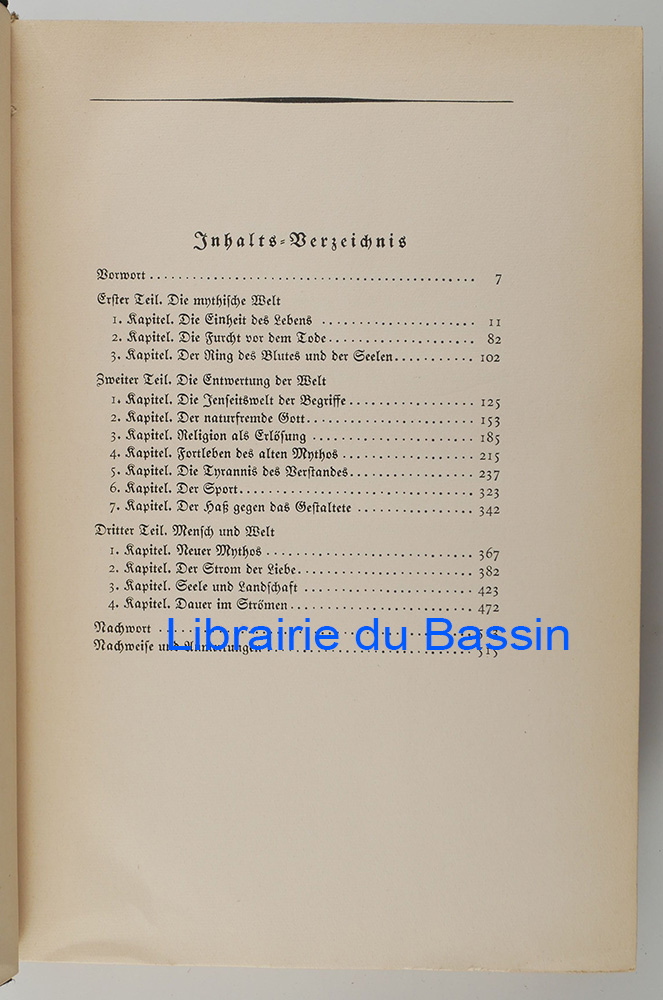 Inhalts-Verzeichnis
Vorwort ........................................ 7
Erster Teil. Die mythische Welt
1. Kapitel. Die Einheit des Lebens .................... 11
2. Kapitel. Die Furcht vor dem Tode .................... 82
3. Kapitel. Der Ring des Blutes und der Seelen .......... 102
Zweiter Teil. Die Entwertung der Welt
1. Kapitel. Die Jenseitswelt der Begriffe ................ 125
2. Kapitel. Der naturfremde Gott ...................... 153
3. Kapitel. Religion als Erlösung ...................... 185
4. Kapitel. Fortleben des alten Mythos .................. 215
5. Kapitel. Die Tyrannis des Verstandes ................ 237
6. Kapitel. Der Sport .............................. 323
7. Kapitel. Der Haß gegen das Gestaltete ................ 342
Dritter Teil. Mensch und Welt
1. Kapitel. Neuer Mythos .......................... 367
2. Kapitel. Der Strom der Liebe ...................... 382
3. Kapitel. Seele und Landschaft ...................... 423
4. Kapitel. Dauer im Strömen ........................ 472
Nachwort ........................................
Librairie du Bassin
Nachweise und ........................ 515